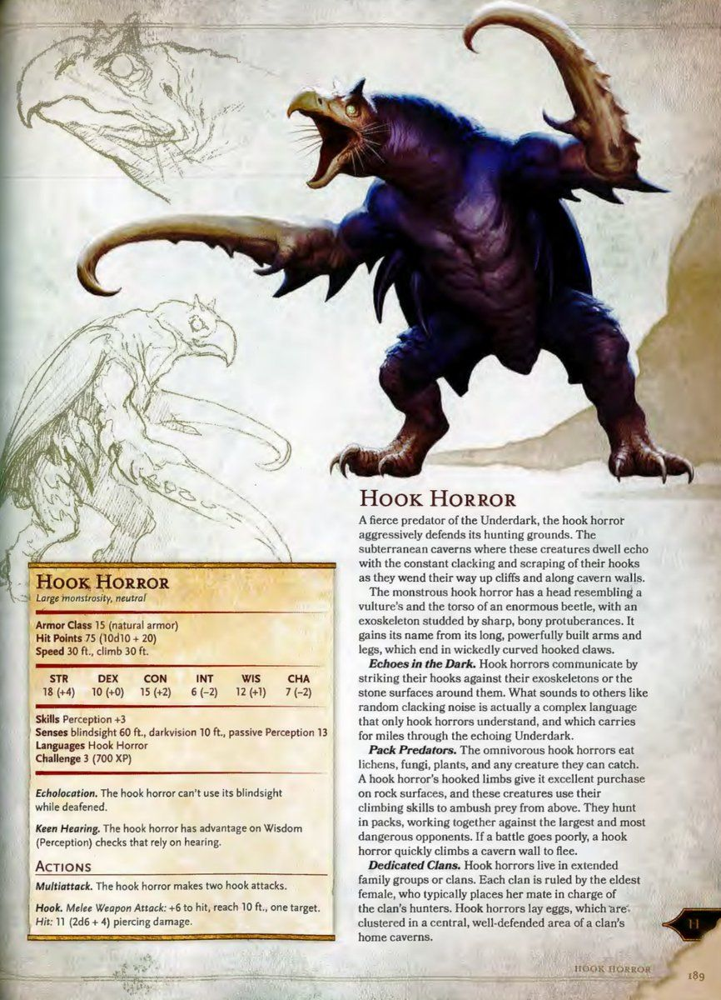 HOOK HORROR
A fierce predator of the Underdark, the hook horror
aggressively defends its hunting grounds. The
subterranean caverns where these creatures dwell echo
with the constant clacking and scraping of their hooks
as they wend their way up cliffs and along cavern walls.
The monstrous hook horror has a head resembling a
vulture's and the torso of an enormous beetle, with an
exoskeleton studded by sharp, bony protuberances. It
gains its name from its long, powerfully built arms and
legs, which end in wickedly curved hooked claws.
Echoes in the Dark. Hook horrors communicate by
striking their hooks against their exoskeletons or the
stone surfaces around them. What sounds to others like
random clacking noise is actually a complex language
that only hook horrors understand, and which carries
for miles through the echoing Underdark.
Pack Predators. The omnivorous hook horrors eat
lichens, fungi, plants, and any creature they can catch.
A hook horror's hooked limbs give it excellent purchase
on rock surfaces, and these creatures use their
climbing skills to ambush prey from above. They hunt
in packs, working together against the largest and most
dangerous opponents. If a battle goes poorly, a hook
horror quickly climbs a cavern wall to flee.
Dedicated Clans. Hook horrors live in extended
family groups or clans. Each clan is ruled by the eldest
female, who typically places her mate in charge of
the clan's hunters. Hook horrors lay eggs, which are
clustered in a central, well-defended area of a clan's
home caverns.
HOOK HORROR
Large monstrosity, neutral
Armor Class 15 (natural armor)
Hit Points 75 (10d10 + 20)
Speed 30 ft., climb 30 ft.
STR DEX CON INT WIS CHA
18 (+4) 10 (+0) 15 (+2) 6 (−2) 12 (+1) 7 (−2)
Skills Perception +3
Senses blindsight 60 ft., darkvision 10 ft., passive Perception 13
Languages Hook Horror
Challenge 3 (700 XP)
Echolocation. The hook horror can't use its blindsight
while deafened.
Keen Hearing. The hook horror has advantage on Wisdom
(Perception) checks that rely on hearing.
ACTIONS
Multiattack. The hook horror makes two hook attacks.
Hook. Melee Weapon Attack: +6 to hit, reach 10 ft., one target.
Hit: 11 (2d6 + 4) piercing damage.
H
HOOK HORROR
189